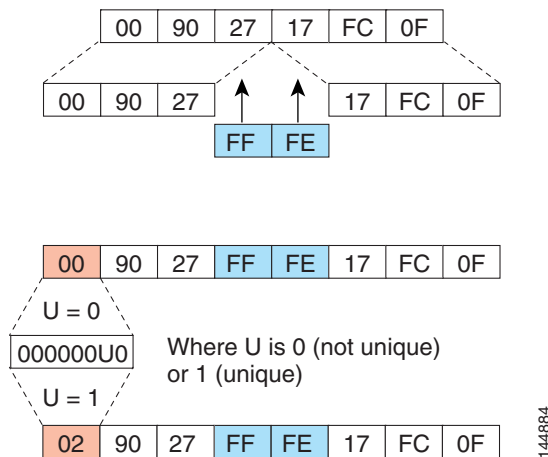 00 90 27 17 FC 0F
00 90 27 17 FC 0F
FF FE
00 90 27 FF FE 17 FC 0F
U = 0
000000U0
Where U is 0 (not unique)
or 1 (unique)
U = 1
02 90 27 FF FE 17 FC 0F
144884